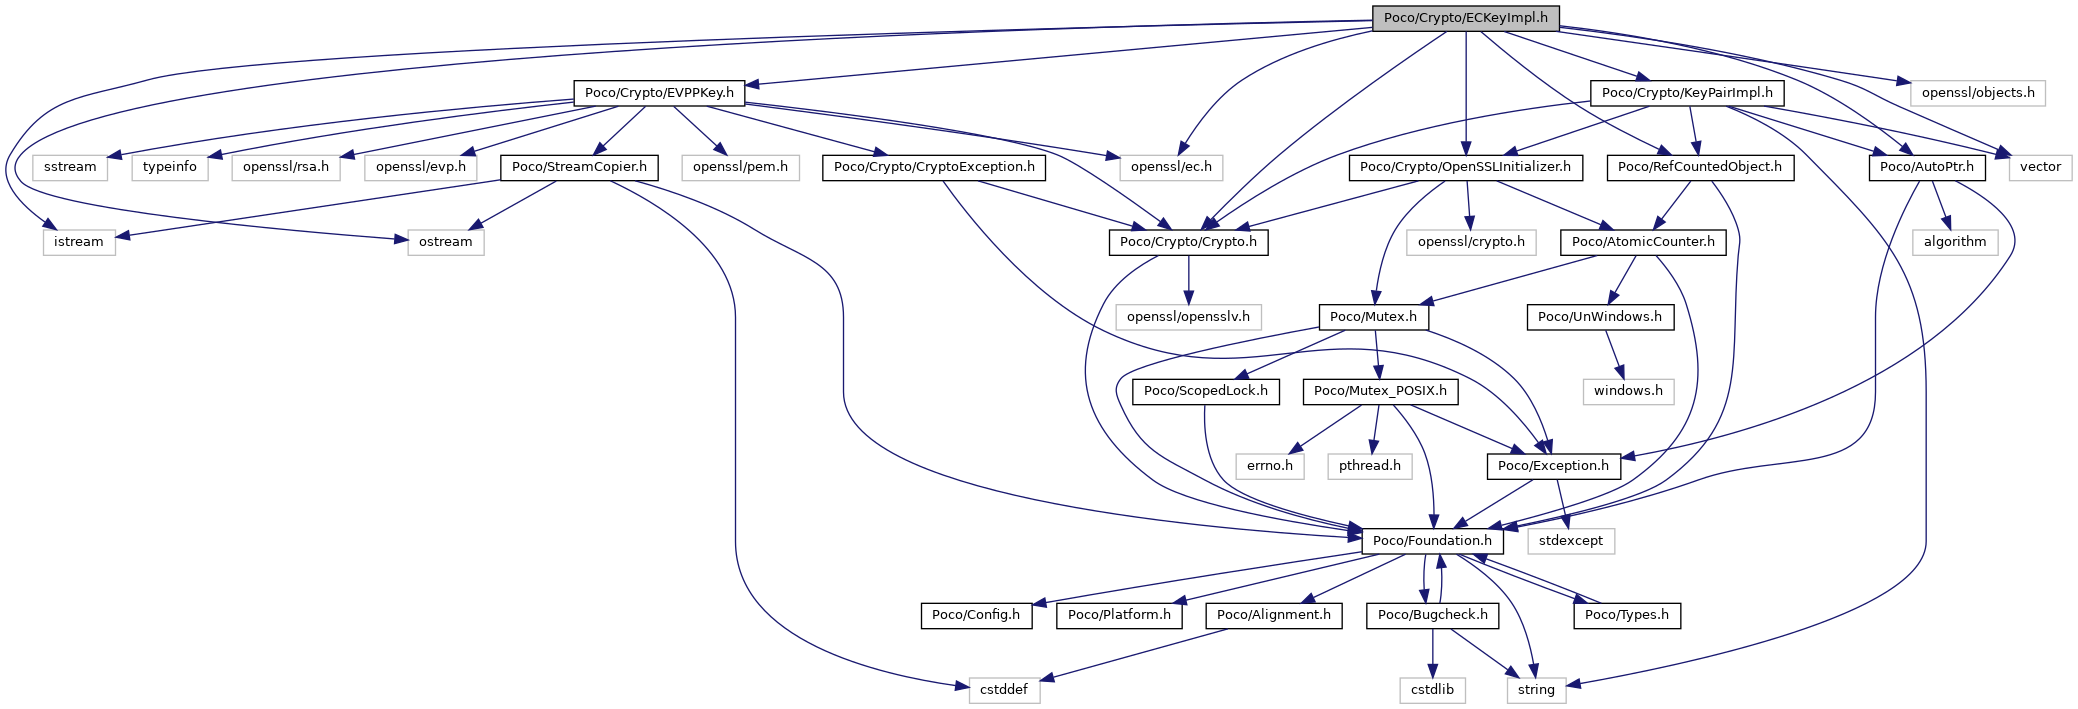 Poco/Crypto/ECKeyImpl.h
Poco/Crypto/EVPPKey.h
Poco/Crypto/KeyPairImpl.h
openssl/objects.h
sstream
typeinfo
openssl/rsa.h
openssl/evp.h
Poco/StreamCopier.h
openssl/pem.h
Poco/Crypto/CryptoException.h
openssl/ec.h
Poco/Crypto/OpenSSLInitializer.h
Poco/RefCountedObject.h
Poco/AutoPtr.h
vector
istream
ostream
Poco/Crypto/Crypto.h
openssl/crypto.h
Poco/AtomicCounter.h
algorithm
openssl/opensslv.h
Poco/Mutex.h
Poco/UnWindows.h
Poco/ScopedLock.h
Poco/Mutex_POSIX.h
windows.h
errno.h
pthread.h
Poco/Exception.h
Poco/Foundation.h
stdexcept
Poco/Config.h
Poco/Platform.h
Poco/Alignment.h
Poco/Bugcheck.h
Poco/Types.h
cstddef
cstdlib
string